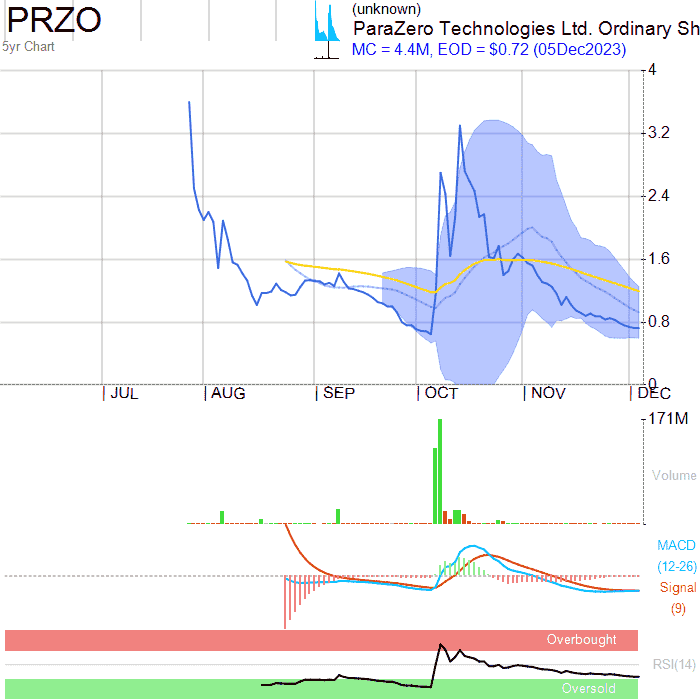 PRZO
5yr Chart
(unknown)
ParaZero Technologies Ltd. Ordinary Sh
MC = 4.4M, EOD = $0.72 (05Dec2023)
4
3.2
2.4
1.6
0.8
0
JUL AUG SEP OCT NOV DEC
171M
Volume
MACD
(12-26)
Signal
(9)
Overbought
RSI(14)
Oversold